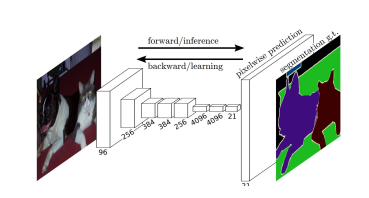 forward/inference
backward/learning
pixelwise prediction
segmentation g.t.
96
256
384
384
256
4096
4096
21
21